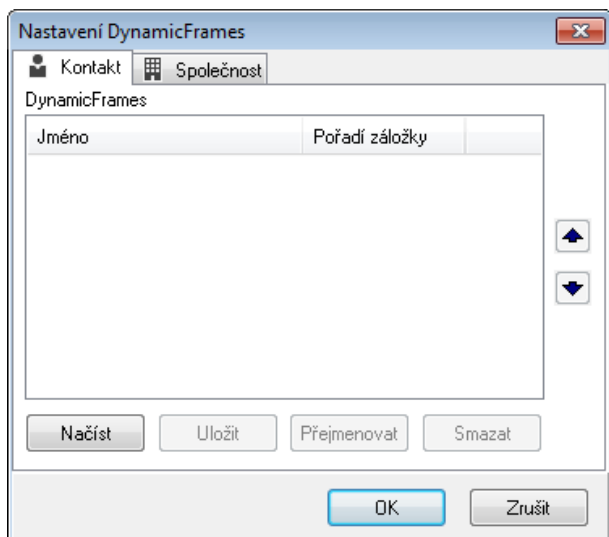 Nastavení DynamicFrames
Kontakt Společnost
DynamicFrames
Jméno Pořadí záložky
Načíst Uložit Přejmenovat Smazat
OK Zrušit